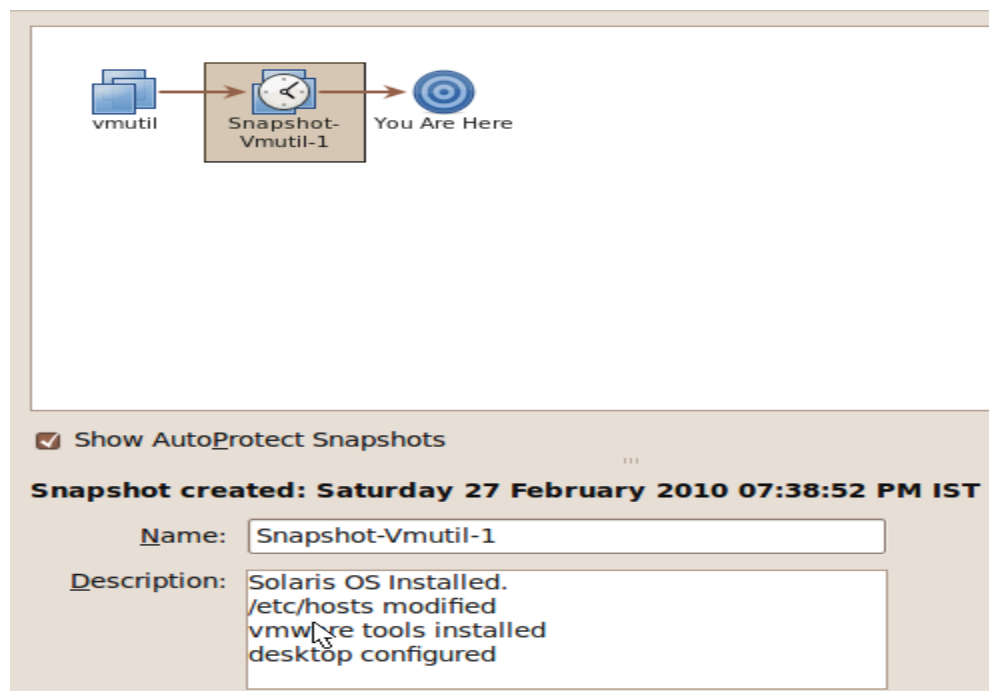 vmutil
Snapshot-
Vmutil-1
You Are Here
Show AutoProtect Snapshots
Snapshot created: Saturday 27 February 2010 07:38:52 PM IST
Name: Snapshot-Vmutil-1
Description: Solaris OS Installed.
/etc/hosts modified
vmware tools installed
desktop configured